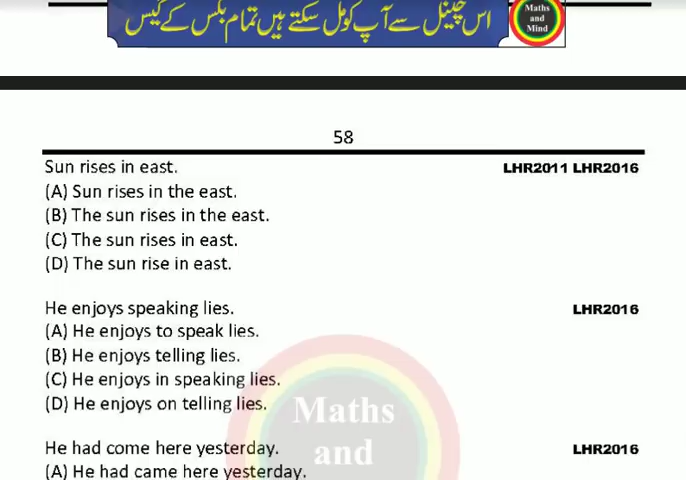 اس چینل سے آپ کو مل سکتے ہیں تمام بکس کے گیس
Maths
and
Mind
58
Sun rises in east. LHR2011 LHR2016
(A) Sun rises in the east.
(B) The sun rises in the east.
(C) The sun rises in east.
(D) The sun rise in east.
He enjoys speaking lies. LHR2016
(A) He enjoys to speak lies.
(B) He enjoys telling lies.
(C) He enjoys in speaking lies.
(D) He enjoys on telling lies.
Maths
and
He had come here yesterday. LHR2016
(A) He had came here yesterday.